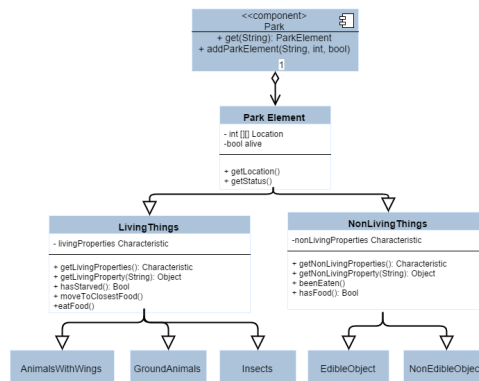 <<component>>
Park
+ get(String): ParkElement
+ addParkElement(String, int, bool)
1
Park Element
- int [][] Location
-bool alive
+ getLocation()
+ getStatus()
LivingThings
- livingProperties Characteristic
+ getLivingProperties(): Characteristic
+ getLivingProperty(String): Object
+ hasStarved(): Bool
+ moveToClosestFood()
+eatFood()
NonLivingThings
-nonLivingProperties Characteristic
+ getNonLivingProperties(): Characteristic
+ getNonLivingProperty(String): Object
+ beenEaten()
+ hasFood(): Bool
AnimalsWithWings
GroundAnimals
Insects
EdibleObject
NonEdibleObject